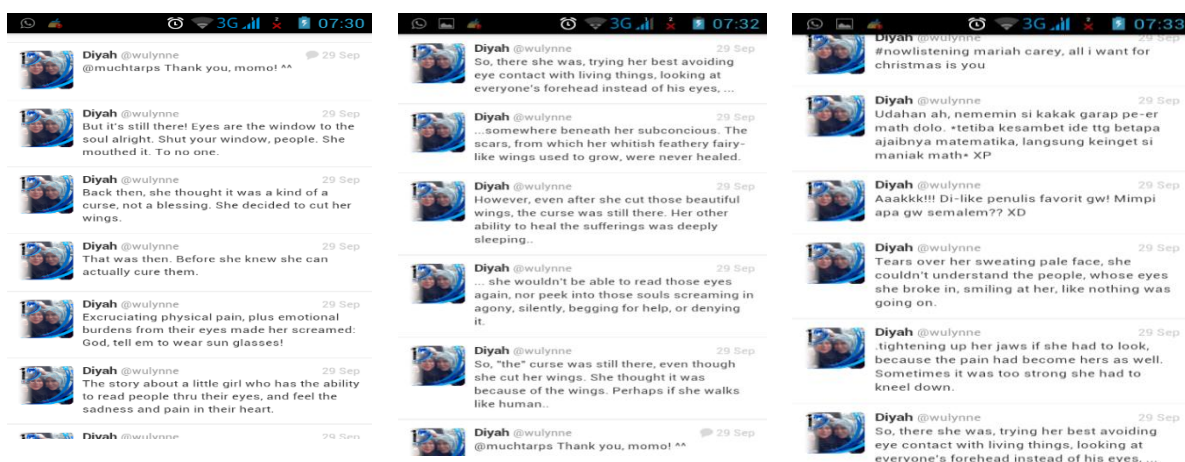 3G 07:30
Diyah @wulynne 29 Sep
@muchtarps Thank you, momo! ^^
Diyah @wulynne 29 Sep
But it's still there! Eyes are the window to the
soul alright. Shut your window, people. She
mouthed it. To no one.
Diyah @wulynne 29 Sep
Back then, she thought it was a kind of a
curse, not a blessing. She decided to cut her
wings.
Diyah @wulynne 29 Sep
That was then. Before she knew she can
actually cure them.
Diyah @wulynne 29 Sep
Excruciating physical pain, plus emotional
burdens from their eyes made her screamed:
God, tell em to wear sun glasses!
Diyah @wulynne 29 Sep
The story about a little girl who has the ability
to read people thru their eyes, and feel the
sadness and pain in their heart.
Diyah @wulynne 29 Sep
3G 07:32
Diyah @wulynne 29 Sep
So, there she was, trying her best avoiding
eye contact with living things, looking at
everyone's forehead instead of his eyes, ...
Diyah @wulynne 29 Sep
...somewhere beneath her subconcious. The
scars, from which her whitish feathery fairy-
like wings used to grow, were never healed.
Diyah @wulynne 29 Sep
However, even after she cut those beautiful
wings, the curse was still there. Her other
ability to heal the sufferings was deeply
sleeping..
Diyah @wulynne 29 Sep
... she wouldn't be able to read those eyes
again, nor peek into those souls screaming in
agony, silently, begging for help, or denying
it.
Diyah @wulynne 29 Sep
So, "the" curse was still there, even though
she cut her wings. She thought it was
because of the wings. Perhaps if she walks
like human..
Diyah @wulynne 29 Sep
@muchtarps Thank you, momo! ^^
3G 07:33
Diyah @wulynne 29 Sep
#nowlistening mariah carey, all i want for
christmas is you
Diyah @wulynne 29 Sep
Udahan ah, nememin si kakak garap pe-er
math dolo. *tetiba kesambet ide ttg betapa
ajaibnya matematika, langsung keinget si
maniak math* XP
Diyah @wulynne 29 Sep
Aaakkk!!! Di-like penulis favorit gw! Mimpi
apa gw semalem?? XD
Diyah @wulynne 29 Sep
Tears over her sweating pale face, she
couldn't understand the people, whose eyes
she broke in, smiling at her, like nothing was
going on.
Diyah @wulynne 29 Sep
.tightening up her jaws if she had to look,
because the pain had become hers as well.
Sometimes it was too strong she had to
kneel down.
Diyah @wulynne 29 Sep
So, there she was, trying her best avoiding
eye contact with living things, looking at
everyone's forehead instead of his eyes, ...